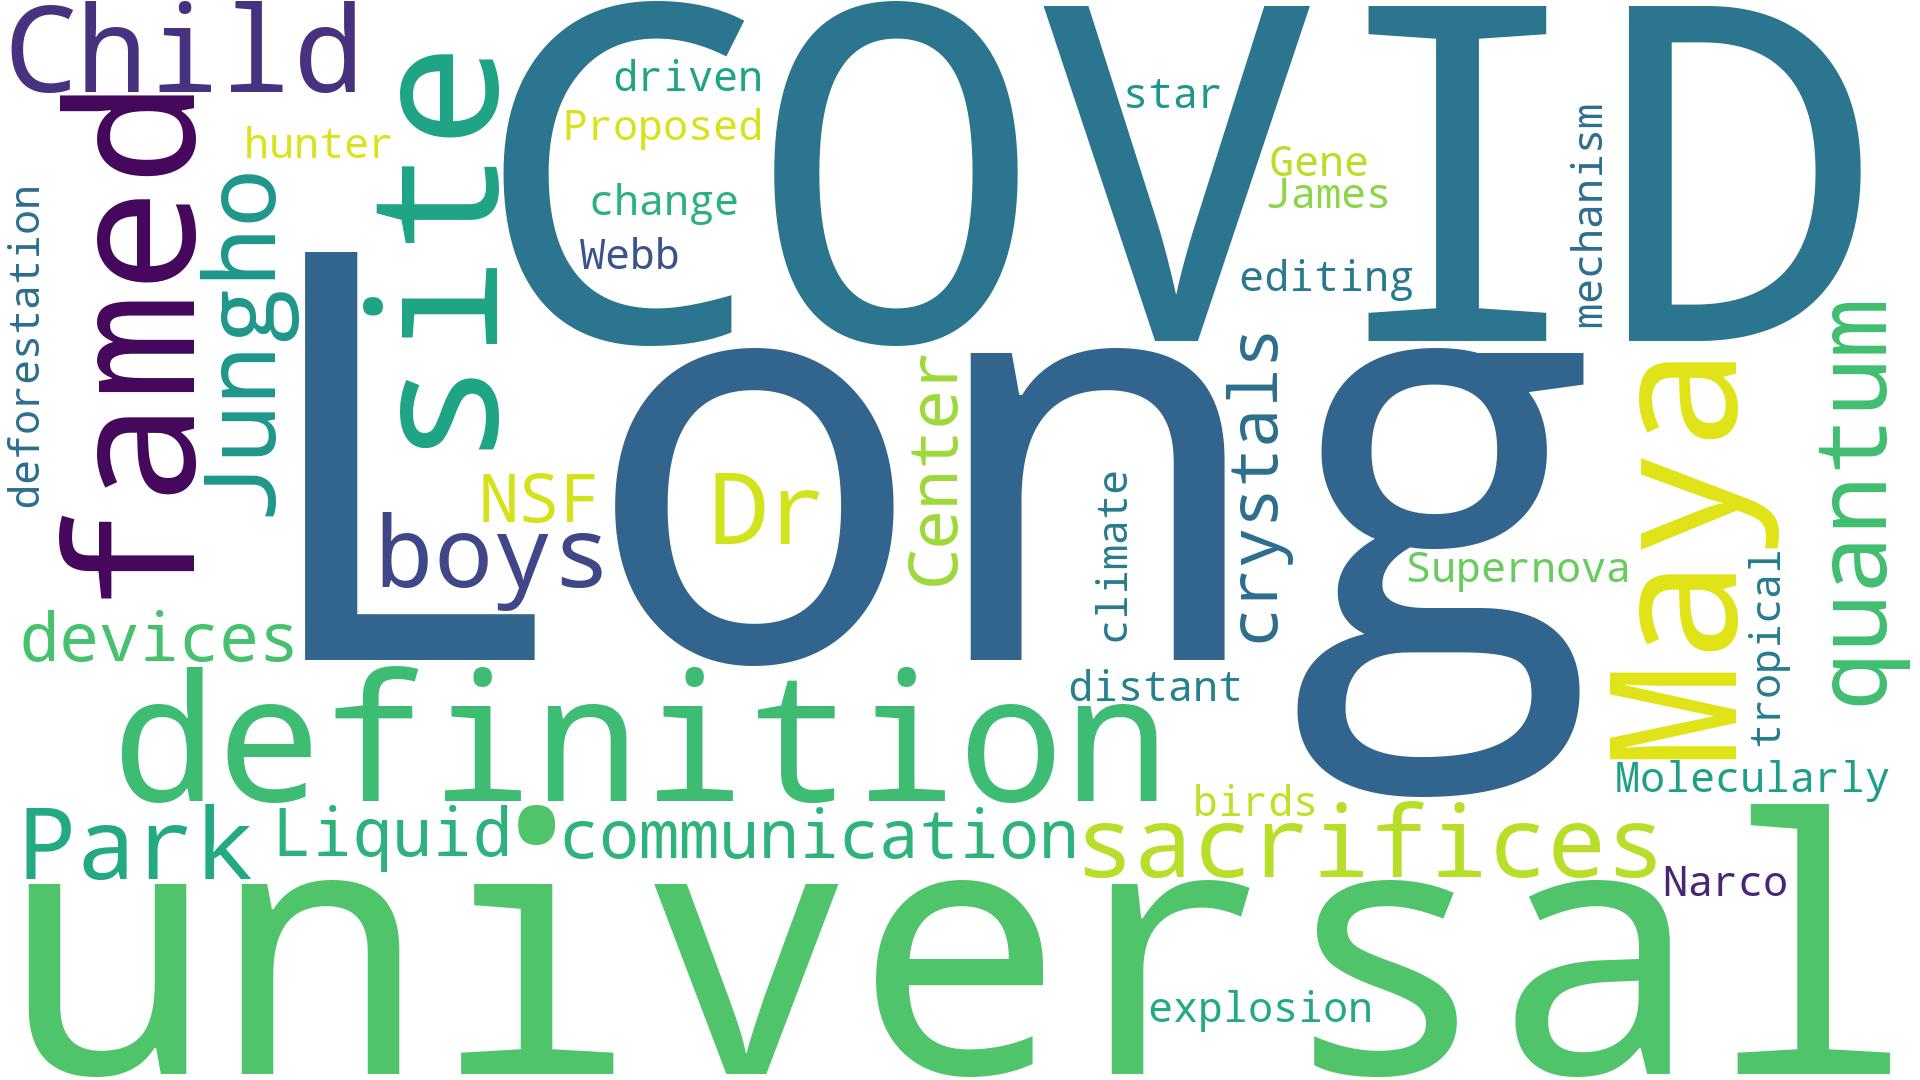 Child
COVID
driven
star
Proposed
hunter
Gene
James
mechanism
change
Webb
editing
site
famed
Jungho
deforestation
Long
Center
crystals
Maya
quantum
NSF
Dr
boys
climate
Supernova
tropical
devices
distant
definition
Molecularly
birds
Park
Liquid
communication
sacrifices
Narco
universal
explosion